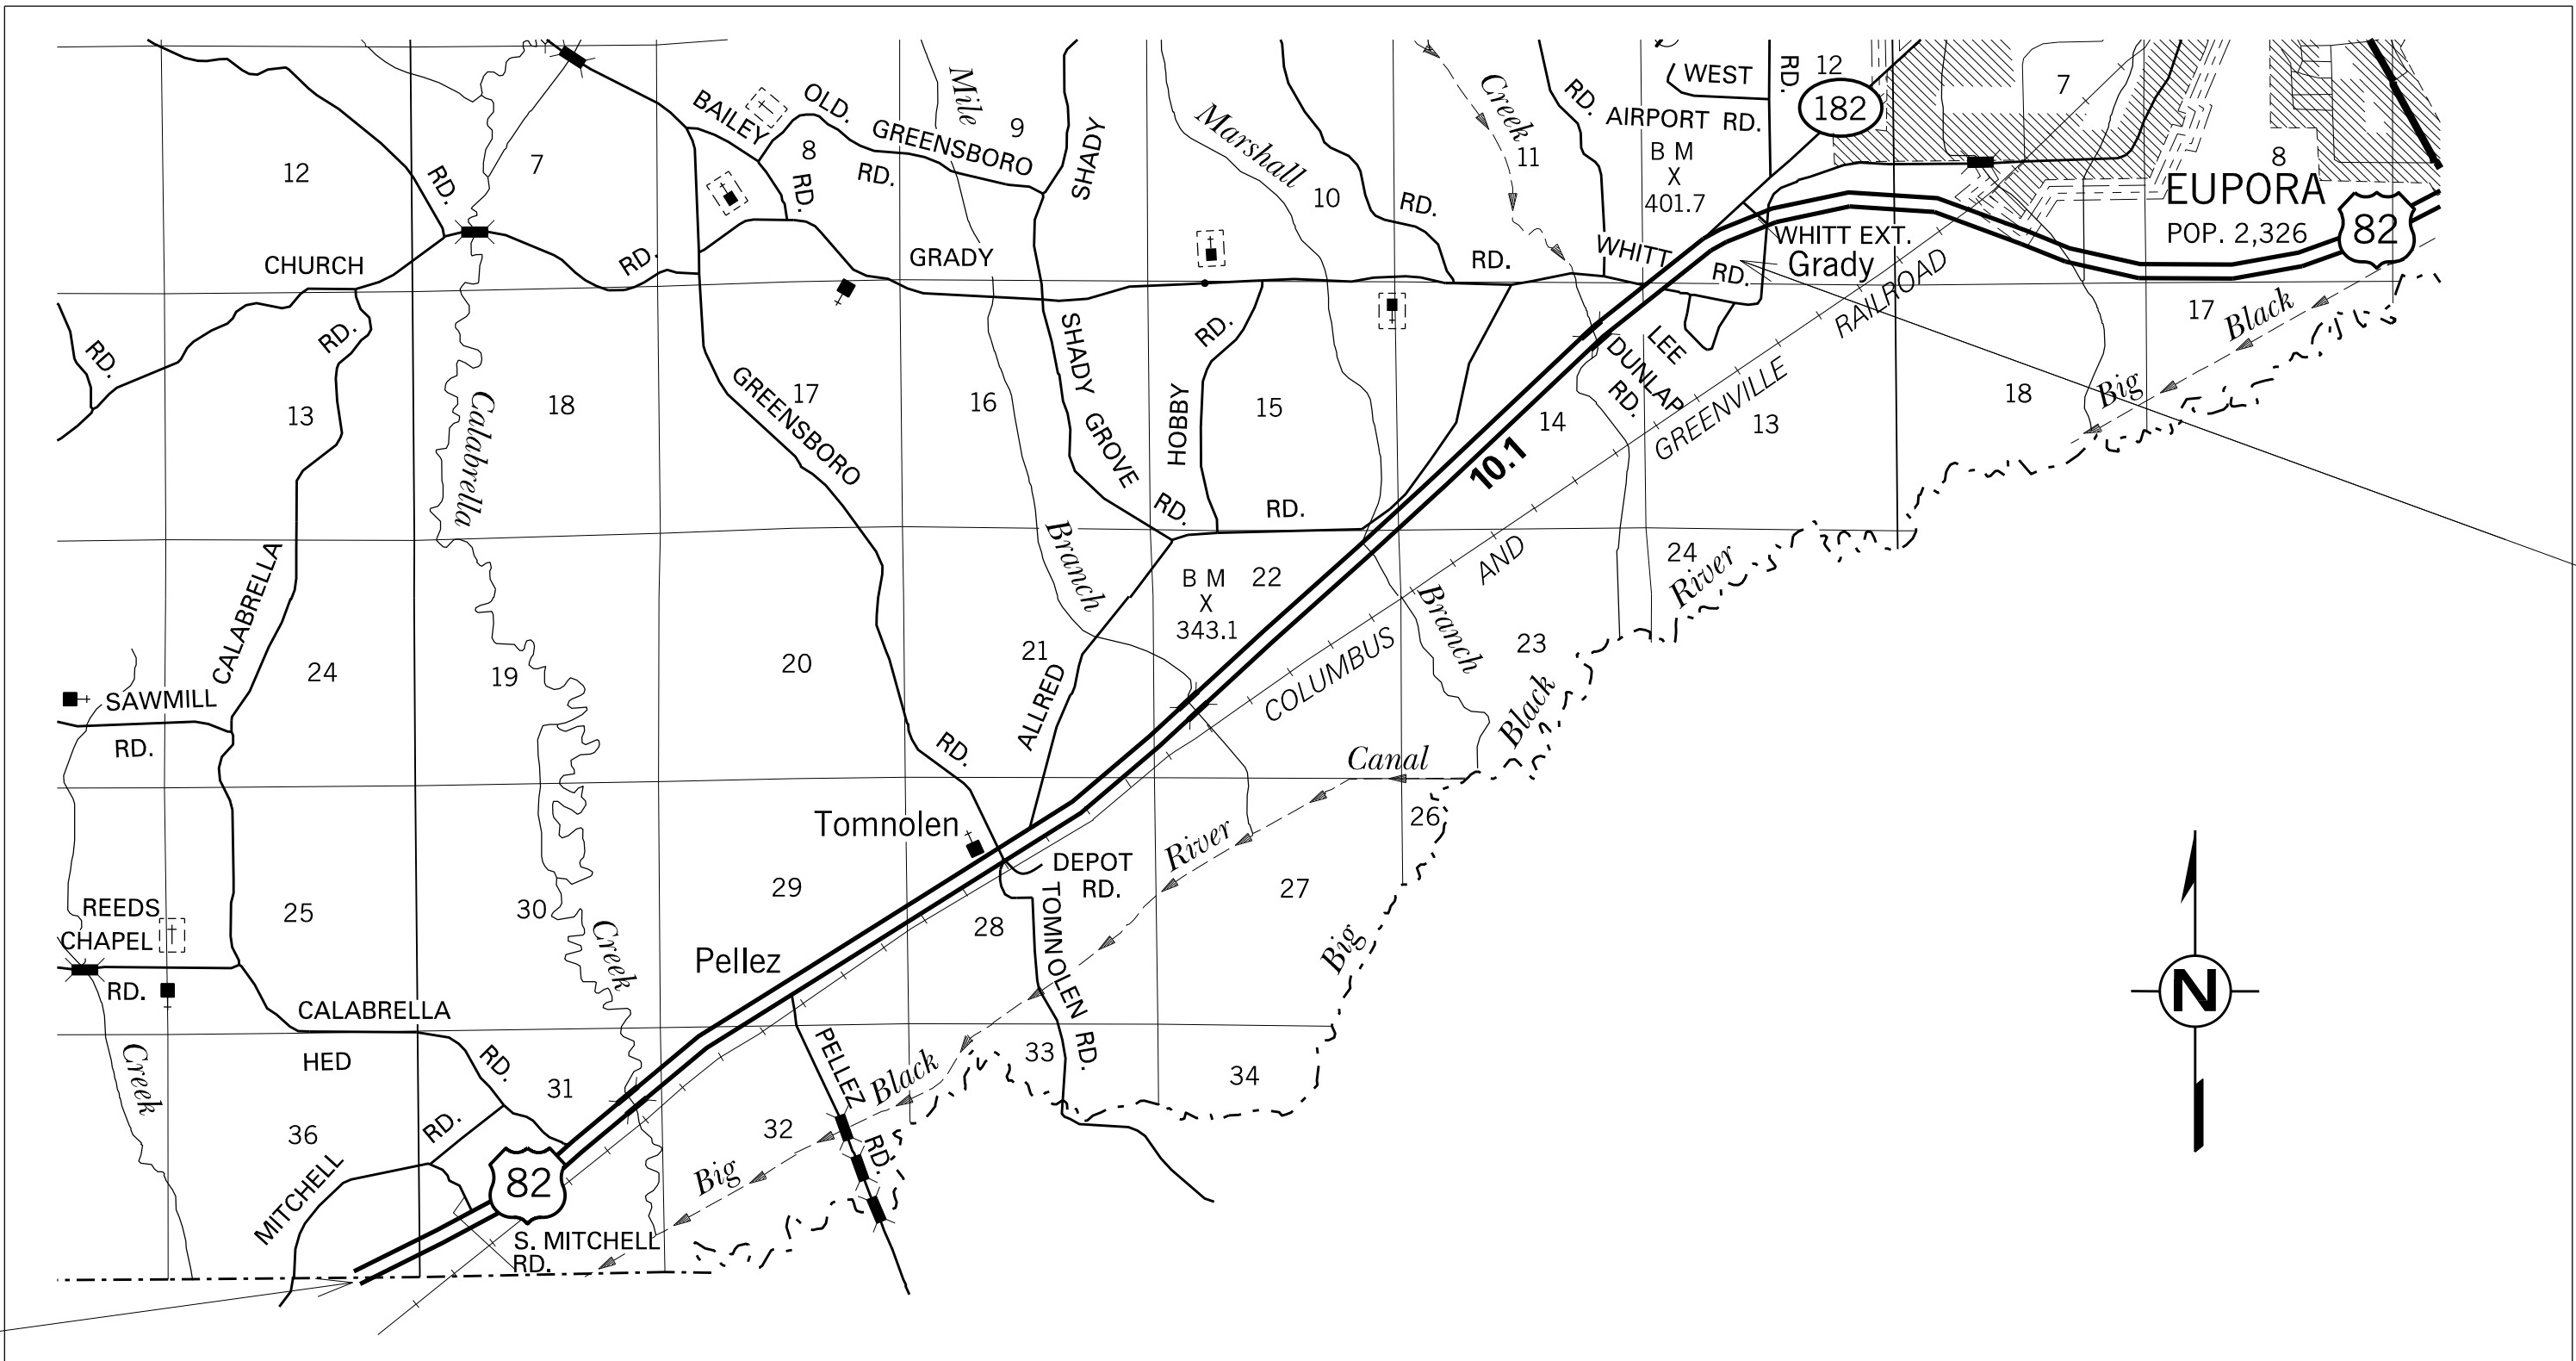 12
7
BAILEY
RD.
OLD.
GREENSBORO
RD.
8
Mile
9
SHADY
Marshall
10
RD.
Creek
11
RD.
WEST
AIRPORT RD.
RD.
12
182
B M
X
401.7
7
8
EUPORA
POP. 2,326
82
RD.
CHURCH
RD.
GRADY
RD.
WHITT
RD.
WHITT EXT.
Grady
RD.
RD.
13
Calabrella
18
GREENSBORO
17
16
SHADY GROVE
RD.
HOBBY
RD.
15
RD.
10.1
14
LEE
DUNLAP
RD.
13
18
17
Big
Black
COLUMBUS
AND
GREENVILLE
RAILROAD
CALABRELLA
24
19
20
21
Branch
B M
X
343.1
22
Branch
23
24
River
Black
Big
SAWMILL
RD.
ALLRED
RD.
Tomnolen
Canal
River
26
DEPOT
RD.
TOMNOLEN RD.
27
28
29
30
25
REEDS
CHAPEL
RD.
Creek
Pellez
CALABRELLA
RD.
HED
RD.
Creek
31
PELLEZ
RD.
Black
Big
32
33
34
36
MITCHELL
82
S. MITCHELL
RD.
N